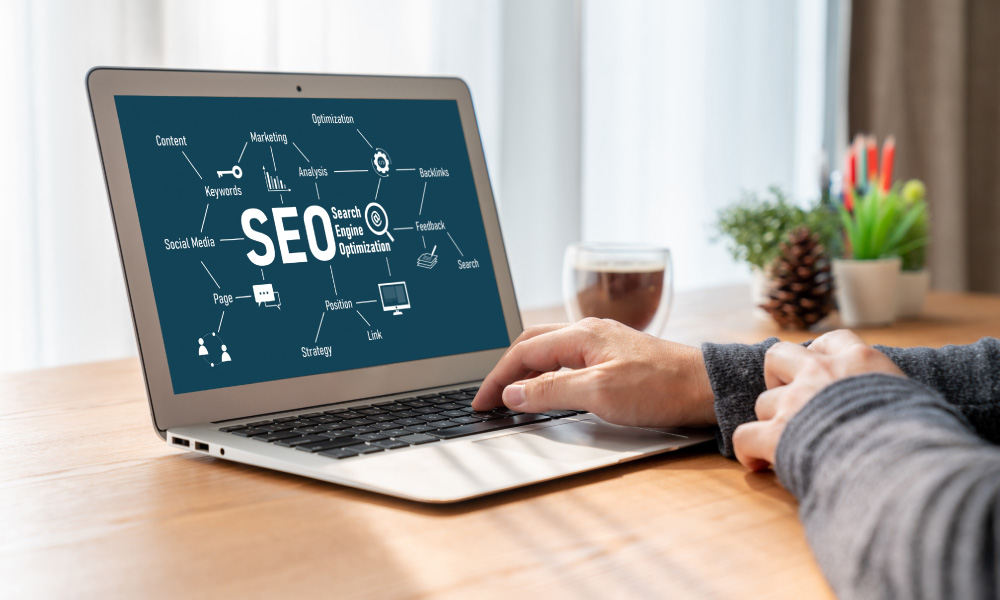 Optimization
Content
Marketing
Analysis
Backlinks
Keywords
SEO
Search
Engine
Optimization
Feedback
Social Media
Search
Page
Position
Link
Strategy